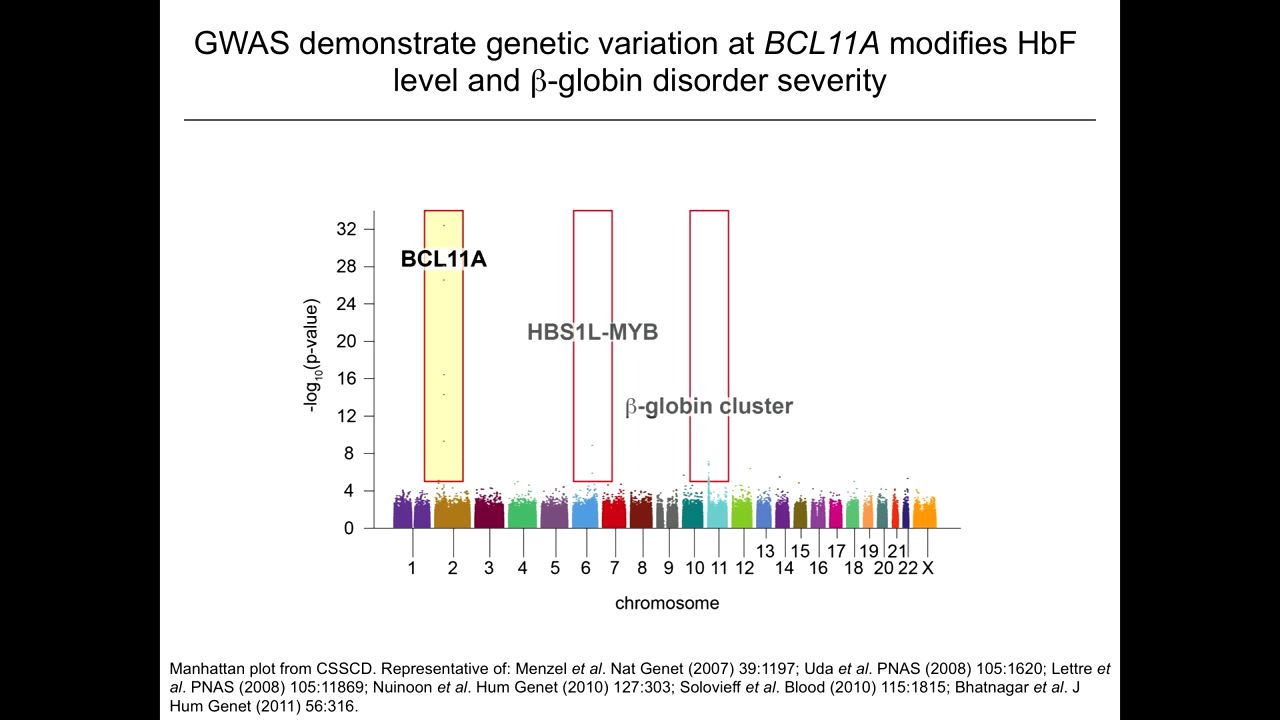 GWAS demonstrate genetic variation at BCL11A modifies HbF
level and β-globin disorder severity
32
28
24
20
16
12
8
4
0
-log10(p-value)
BCL11A
HBS1L-MYB
β-globin cluster
13 15 17 19 21
1 2 3 4 5 6 7 8 9 10 11 12 14 16 18 20 22 X
chromosome
Manhattan plot from CSSCD. Representative of: Menzel et al. Nat Genet (2007) 39:1197; Uda et al. PNAS (2008) 105:1620; Lettre et
al. PNAS (2008) 105:11869; Nuinoon et al. Hum Genet (2010) 127:303; Solovieff et al. Blood (2010) 115:1815; Bhatnagar et al. J
Hum Genet (2011) 56:316.